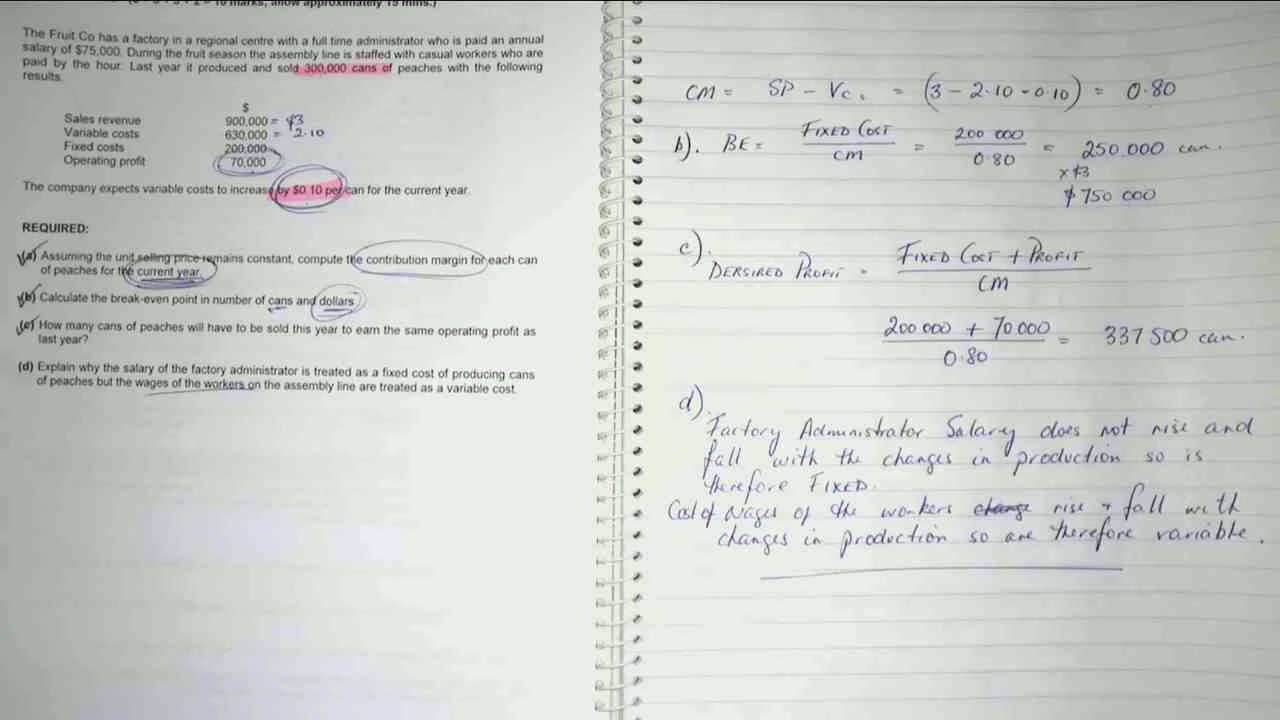 The Fruit Co has a factory in a regional centre with a full time administrator who is paid an annual
salary of $75,000. During the fruit season the assembly line is staffed with casual workers who are
paid by the hour. Last year it produced and sold 300,000 cans of peaches with the following
results.
$
Sales revenue 900,000 = $3
Variable costs 630,000 = 2.10
Fixed costs 200,000
Operating profit 70,000
The company expects variable costs to increase by $0.10 per can for the current year.
REQUIRED:
(a) Assuming the unit selling price remains constant, compute the contribution margin for each can
of peaches for the current year.
(b) Calculate the break-even point in number of cans and dollars
(c) How many cans of peaches will have to be sold this year to earn the same operating profit as
last year?
(d) Explain why the salary of the factory administrator is treated as a fixed cost of producing cans
of peaches but the wages of the workers on the assembly line are treated as a variable cost.
CM = SP - VC. = (3 - 2.10 - 0.10) = 0.80
b). BE = FIXED COST / CM = 200 000 / 0.80 = 250.000 can.
x $3
$750 000
c).
DERSIRED PROFIT = FIXED COST + PROFIT / CM
200 000 + 70 000 / 0.80 = 337 500 can.
d).
Factory Administrator Salary does not rise and
fall with the changes in production so is
therefore FIXED.
Cost of wages of the workers change rise + fall with
changes in production so are therefore variable.